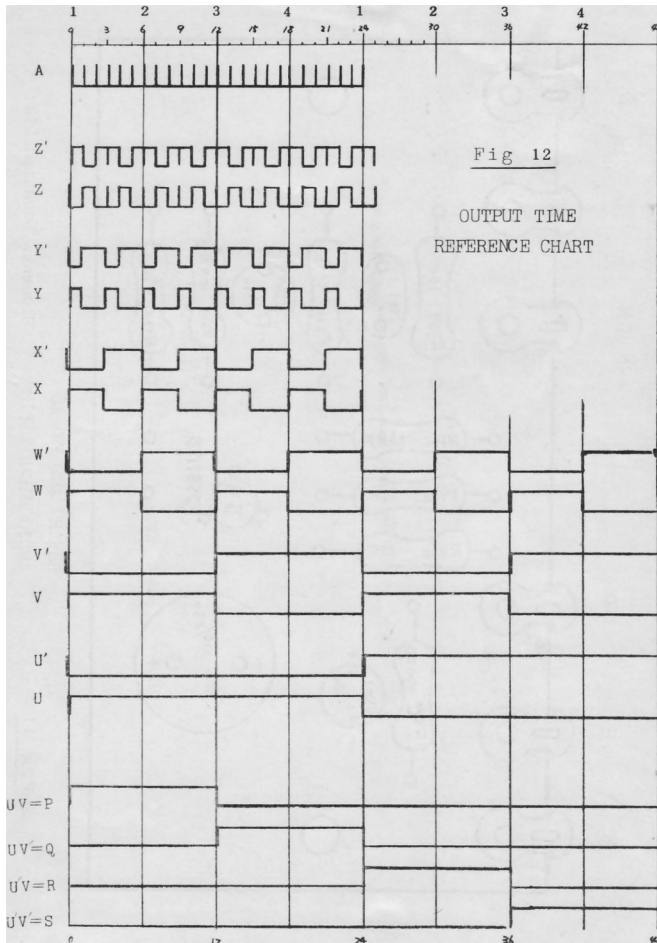 1 2 3 4 1 2 3 4
0 3 6 9 12 15 18 21 24 30 36 42
A
Z'
Fig 12
Z
OUTPUT TIME
REFERENCE CHART
Y'
Y
X'
X
W'
W
V'
V
U'
U
UV=P
UV'=Q
U'V=R
U'V'=S
0 12 24 36